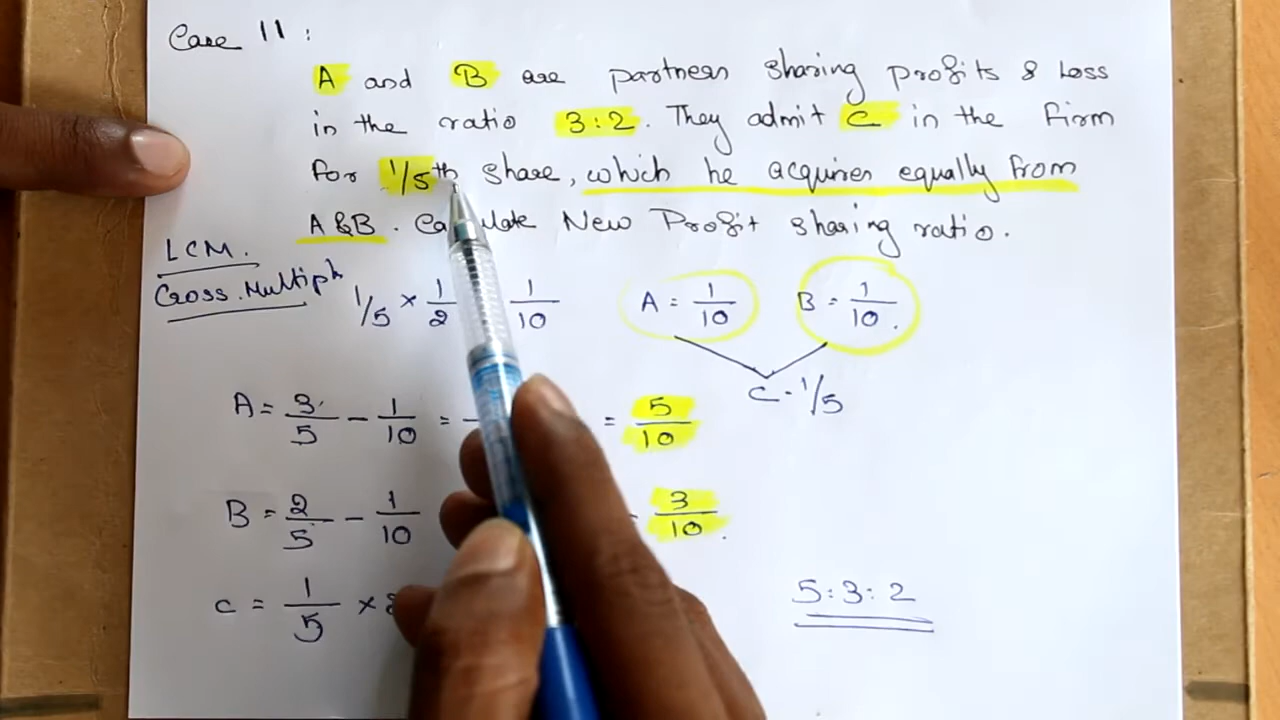 Case 11 :
A and B are partners sharing profits & Loss
in the ratio 3:2. They admit C in the Firm
For 1/5th share, which he acquires equally from
A & B. New Profit sharing ratio.
LCM.
Cross Multiply
1/5 × 1/2 1/10 A = 1/10 B = 1/10.
C - 1/5
A = 3/5 - 1/10 = = 5/10
B = 2/5 - 1/10 3/10.
C = 1/5 ×
5:3:2